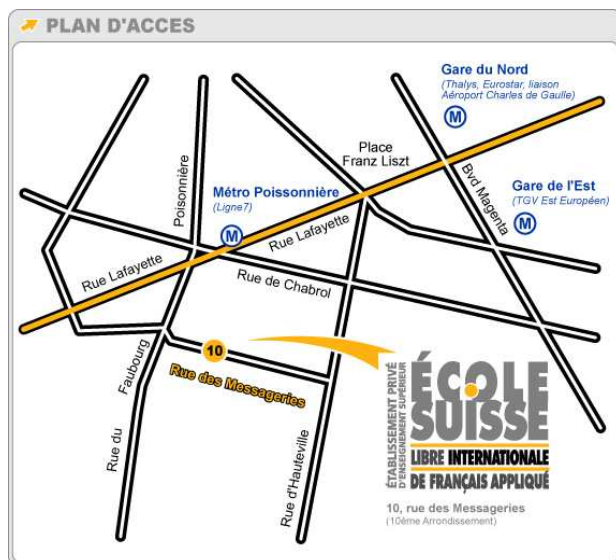 PLAN D'ACCES
Gare du Nord
(Thalys, Eurostar, liaison
Aéroport Charles de Gaulle)
M
Place
Franz Liszt
Bvd Magenta
Gare de l'Est
(TGV Est Européen)
M
Poisonnière
Métro Poissonnière
(Ligne7)
M
Rue Lafayette
Rue Lafayette
Rue de Chabrol
10
Rue des Messageries
Faubourg
Rue du
Rue d'Hauteville
ÉTABLISSEMENT PRIVÉ
D'ENSEIGNEMENT SUPÉRIEUR
ÉCOLE
SUISSE
LIBRE INTERNATIONALE
DE FRANÇAIS APPLIQUÉ
10, rue des Messageries
(10ème Arrondissement)